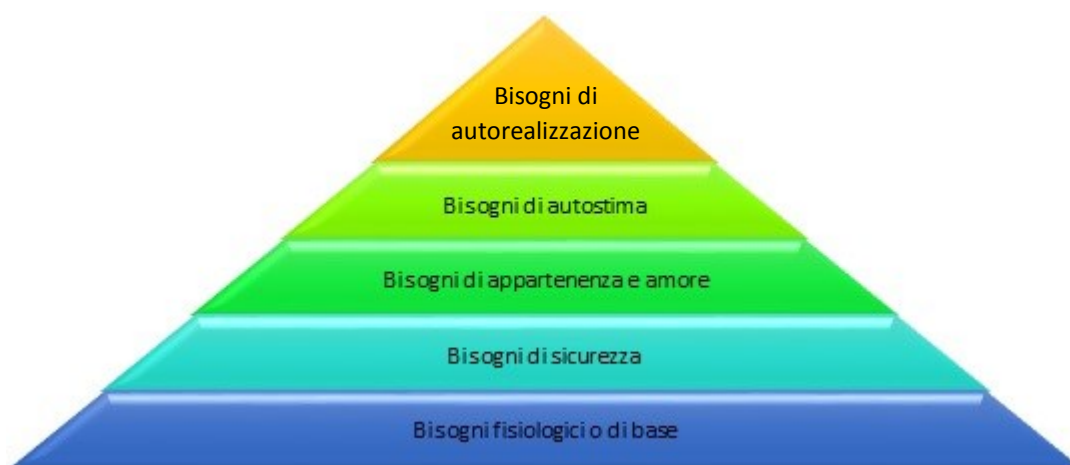 Bisogni di
autorealizzazione
Bisogni di autostima
Bisogni di appartenenza e amore
Bisogni di sicurezza
Bisogni fisiologici o di base